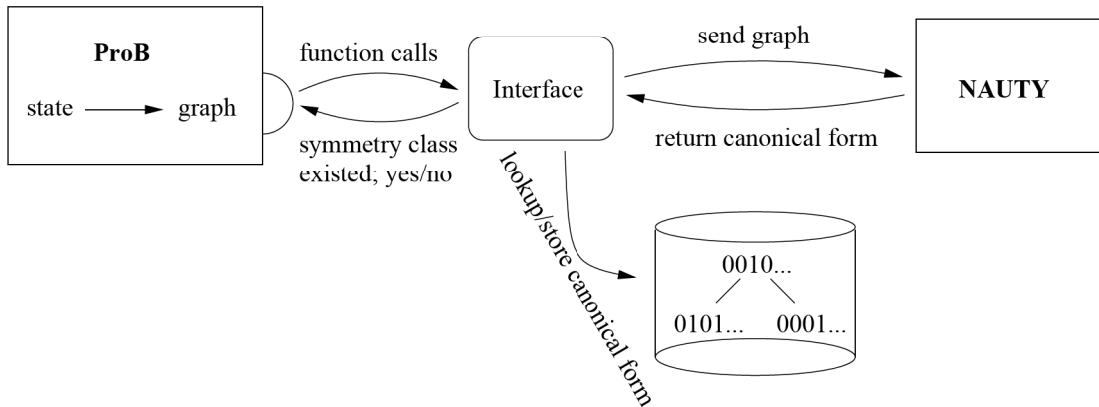 ProB
state
graph
function calls
symmetry class
existed; yes/no
Interface
send graph
return canonical form
NAUTY
lookup/store canonical form
0010...
0101...
0001...